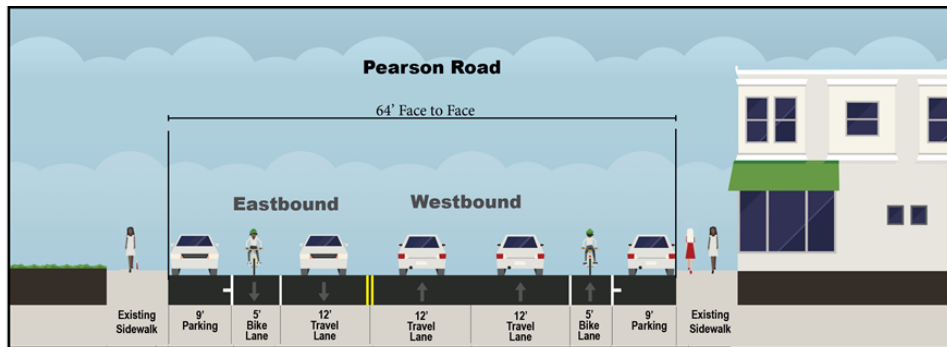 Pearson Road
64' Face to Face
Eastbound
Westbound
Existing
Sidewalk
9'
Parking
5'
Bike
Lane
12'
Travel
Lane
12'
Travel
Lane
12'
Travel
Lane
5'
Bike
Lane
9'
Parking
Existing
Sidewalk